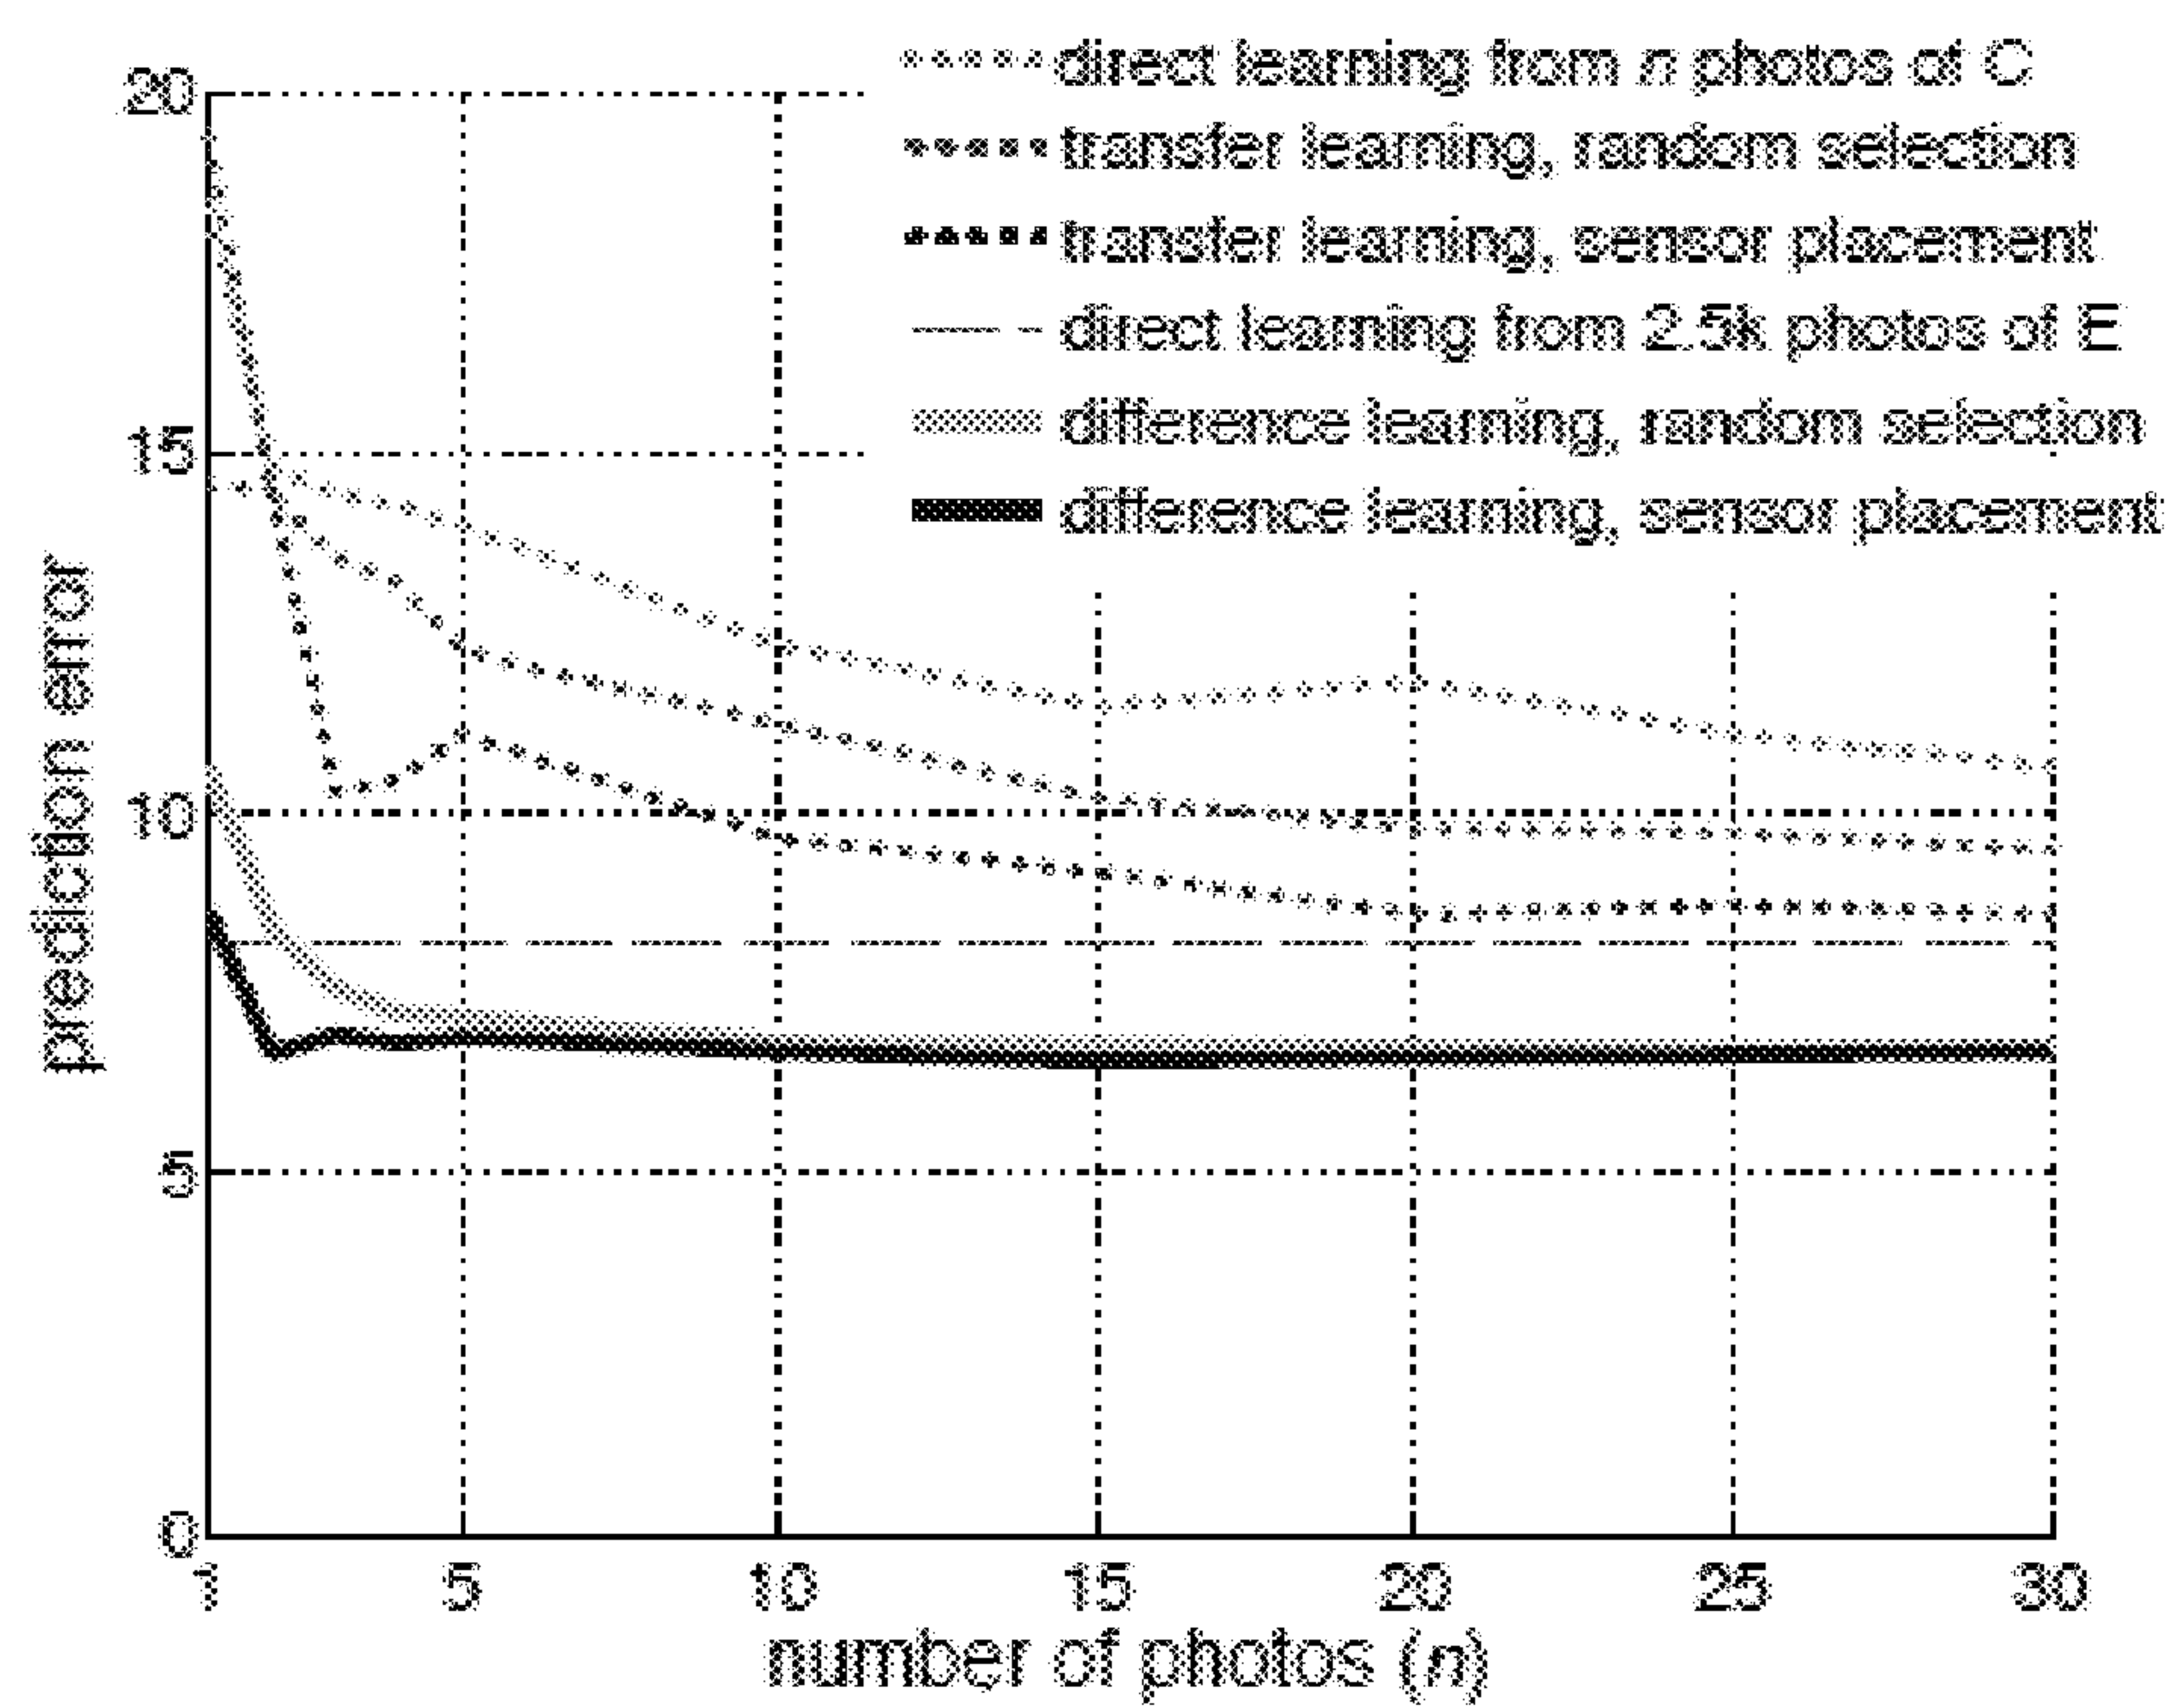 direct learning from n photos of C
transfer learning, random selection
transfer learning, sensor placement
direct learning from 2.5k photos of E
difference learning, random selection
difference learning, sensor placement
20
15
10
5
0
prediction error
1 5 10 15 20 25 30
number of photos (n)